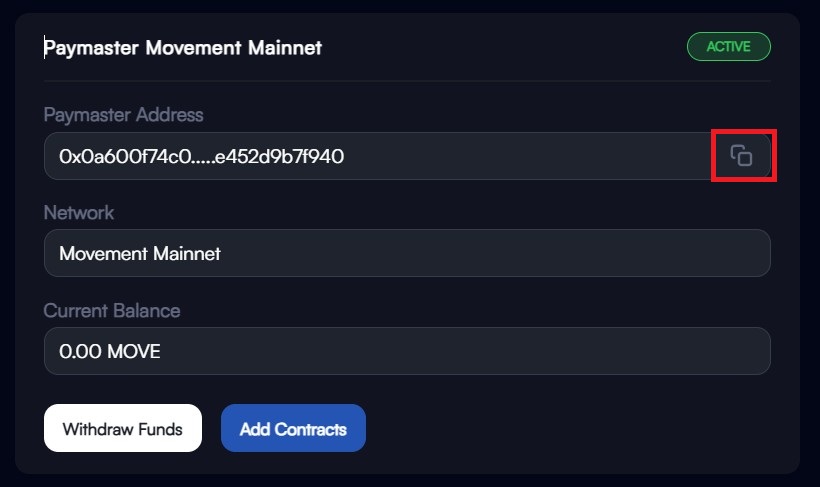 Paymaster Movement Mainnet
ACTIVE
Paymaster Address
0x0a600f74c0.....e452d9b7f940
Network
Movement Mainnet
Current Balance
0.00 MOVE
Withdraw Funds
Add Contracts